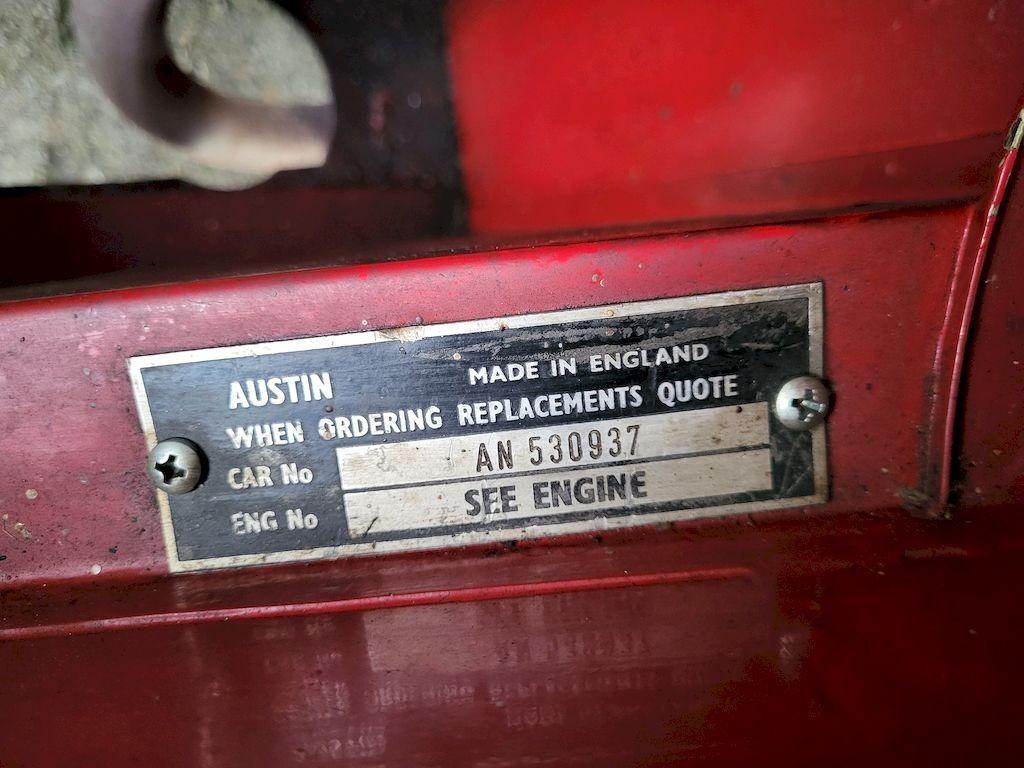 AUSTIN MADE IN ENGLAND
WHEN ORDERING REPLACEMENTS QUOTE
CAR No AN 530937
ENG No SEE ENGINE